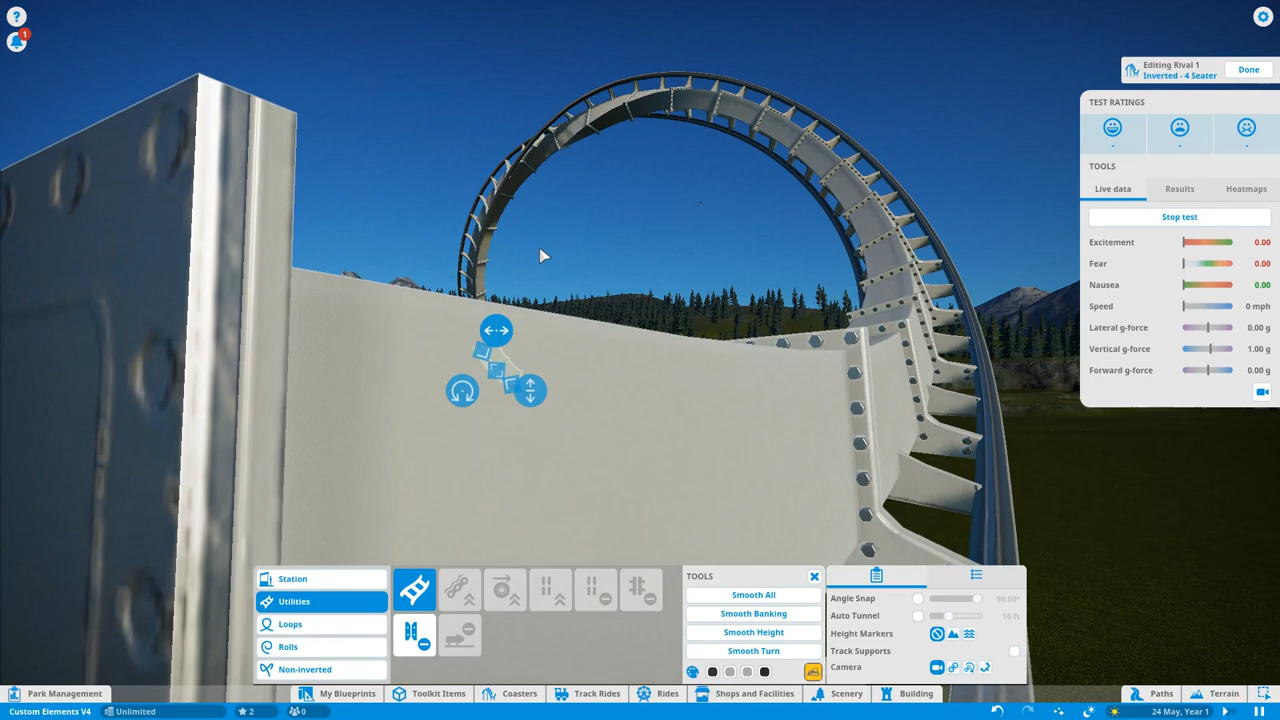 ?
1
Editing Rival 1
Inverted - 4 Seater
Done
TEST RATINGS
- - -
TOOLS
Live data Results Heatmaps
Stop test
Excitement 0.00
Fear 0.00
Nausea 0.00
Speed 0 mph
Lateral g-force 0.00 g
Vertical g-force 1.00 g
Forward g-force 0.00 g
Station
Utilities
Loops
Rolls
Non-inverted
TOOLS
Smooth All
Smooth Banking
Smooth Height
Smooth Turn
Angle Snap 90.00°
Auto Tunnel 16 ft
Height Markers
Track Supports
Camera
Park Management My Blueprints Toolkit Items Coasters Track Rides Rides Shops and Facilities Scenery Building Paths Terrain
Custom Elements V4 Unlimited 2 0 24 May, Year 1